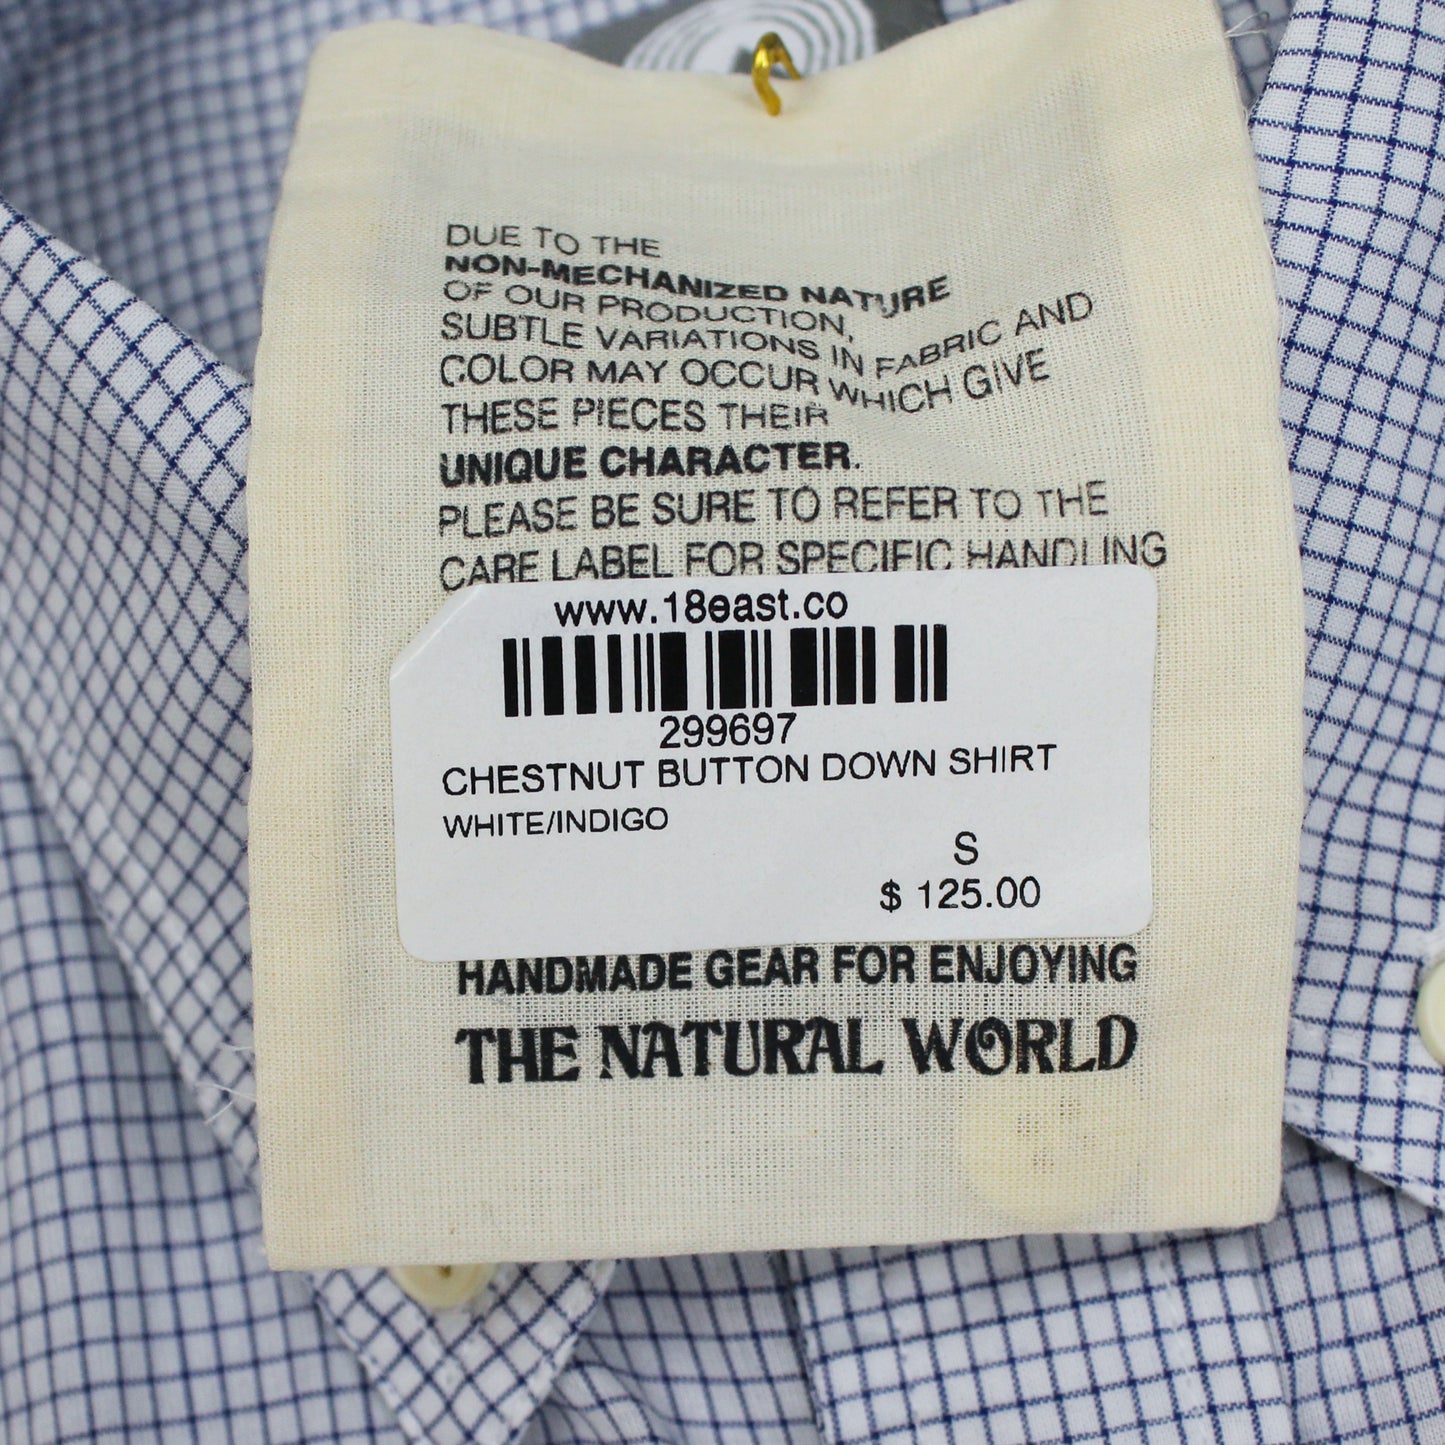 DUE TO THE
NON-MECHANIZED NATURE
OF OUR PRODUCTION,
SUBTLE VARIATIONS IN FABRIC AND
COLOR MAY OCCUR WHICH GIVE
THESE PIECES THEIR
UNIQUE CHARACTER.
PLEASE BE SURE TO REFER TO THE
CARE LABEL FOR SPECIFIC HANDLING
www.18east.co
299697
CHESTNUT BUTTON DOWN SHIRT
WHITE/INDIGO
S
$ 125.00
HANDMADE GEAR FOR ENJOYING
THE NATURAL WORLD